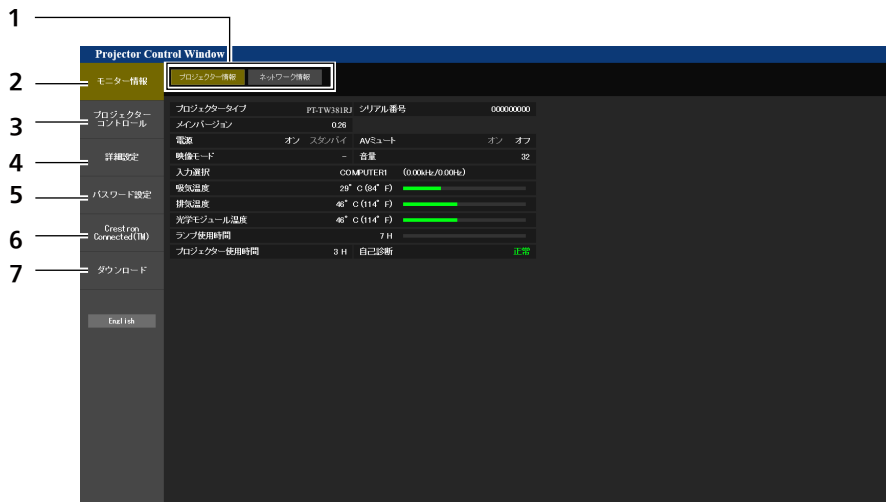 1
Projector Control Window
2
モニター情報
プロジェクター情報 ネットワーク情報
3
プロジェクター
コントロール
4
詳細設定
5
パスワード設定
6
Crestron
Connected(TM)
7
ダウンロード
English
プロジェクタータイプ PT-TW381RJ シリアル番号 000000000
メインバージョン 0.26
電源 オン スタンバイ AVミュート オン オフ
映像モード - 音量 32
入力選択 COMPUTER1 (0.00kHz/0.00Hz)
吸気温度 29° C (84° F)
排気温度 46° C (114° F)
光学モジュール温度 46° C (114° F)
ランプ使用時間 7 H
プロジェクター使用時間 3 H 自己診断 正常